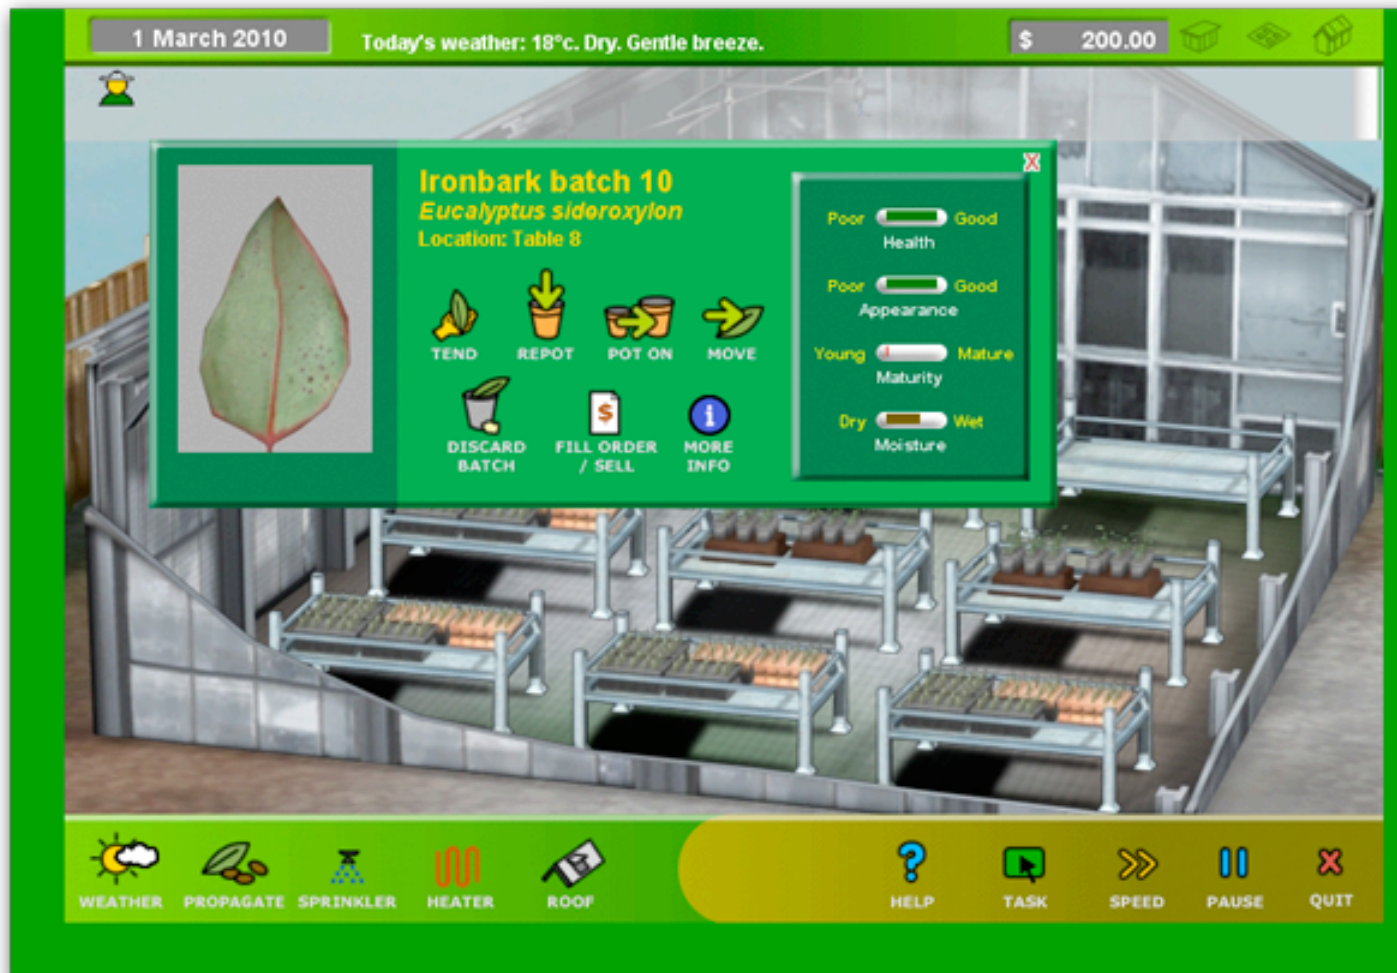 1 March 2010
Today's weather: 18°c. Dry. Gentle breeze.
$ 200.00
X
Ironbark batch 10
Eucalyptus sideroxylon
Location: Table 8
TEND
REPOT
POT ON
MOVE
DISCARD
BATCH
$
FILL ORDER
/ SELL
i
MORE
INFO
Poor Good
Health
Poor Good
Appearance
Young Mature
Maturity
Dry Wet
Moisture
WEATHER
PROPAGATE
SPRINKLER
HEATER
ROOF
?
HELP
TASK
SPEED
PAUSE
QUIT